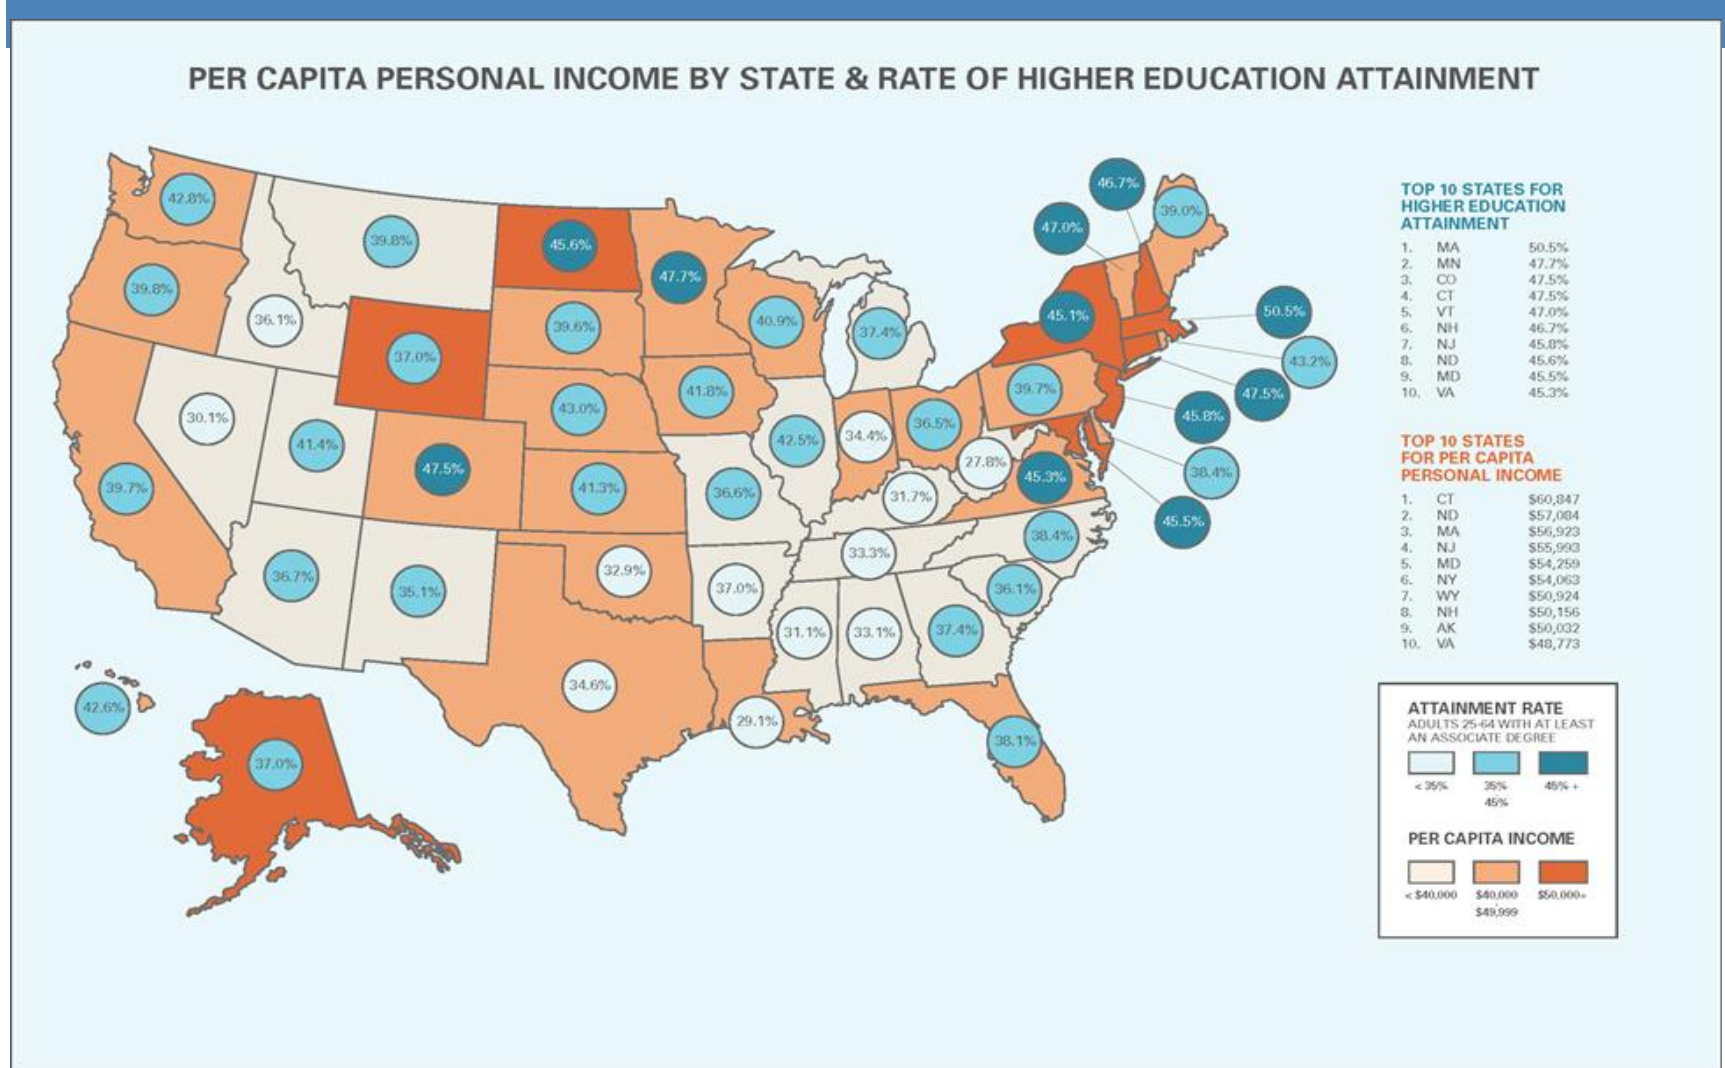 PER CAPITA PERSONAL INCOME BY STATE & RATE OF HIGHER EDUCATION ATTAINMENT
42.8%
39.8%
39.8%
36.1%
45.6%
47.7%
37.0%
39.6%
40.9%
37.4%
46.7%
47.0%
39.0%
45.1%
50.5%
43.2%
47.5%
45.8%
38.4%
45.5%
30.1%
41.4%
47.5%
43.0%
41.8%
42.5%
34.4%
36.5%
39.7%
27.8%
45.3%
39.7%
41.3%
36.6%
31.7%
38.4%
36.7%
35.1%
32.9%
37.0%
33.3%
36.1%
31.1%
33.1%
37.4%
34.6%
29.1%
38.1%
42.6%
37.0%
TOP 10 STATES FOR
HIGHER EDUCATION
ATTAINMENT
1. MA 50.5%
2. MN 47.7%
3. CO 47.5%
4. CT 47.5%
5. VT 47.0%
6. NH 46.7%
7. NJ 45.8%
8. ND 45.6%
9. MD 45.5%
10. VA 45.3%
TOP 10 STATES
FOR PER CAPITA
PERSONAL INCOME
1. CT $60,847
2. ND $57,084
3. MA $56,923
4. NJ $55,993
5. MD $54,259
6. NY $54,063
7. WY $50,924
8. NH $50,156
9. AK $50,032
10. VA $48,773
ATTAINMENT RATE
ADULTS 25-64 WITH AT LEAST
AN ASSOCIATE DEGREE
< 35% 35% 45% +
-
45%
PER CAPITA INCOME
< $40,000 $40,000 $50,000+
-
$49,999